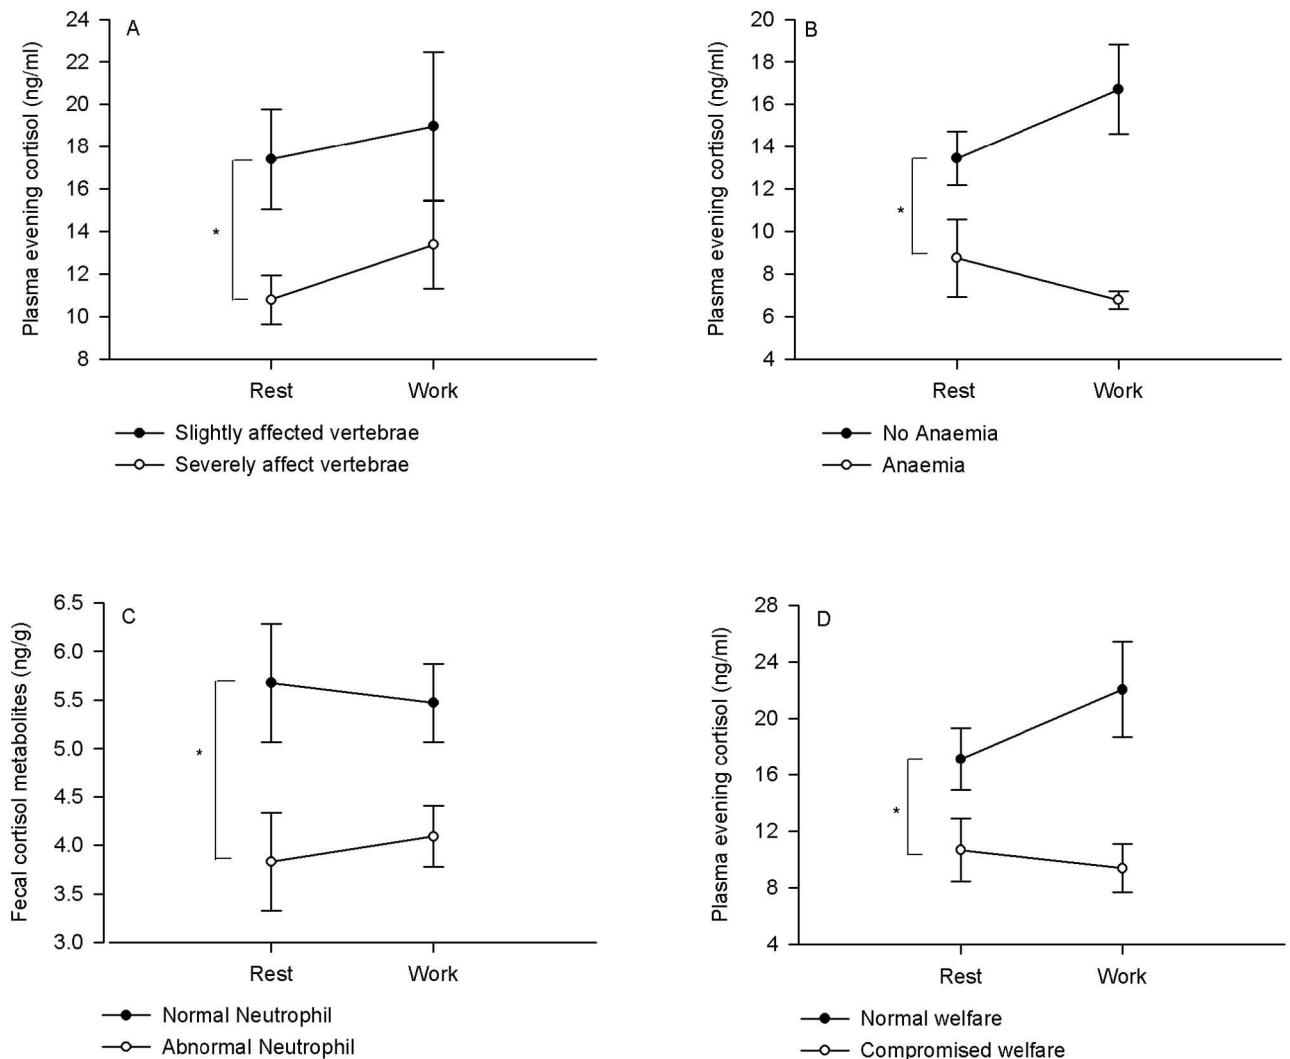 A
Plasma evening cortisol (ng/ml)
24
22
20
18
16
14
12
10
8
*
Rest Work
Slightly affected vertebrae
Severely affect vertebrae
B
Plasma evening cortisol (ng/ml)
20
18
16
14
12
10
8
6
4
*
Rest Work
No Anaemia
Anaemia
C
Fecal cortisol metabolites (ng/g)
6.5
6.0
5.5
5.0
4.5
4.0
3.5
3.0
*
Rest Work
Normal Neutrophil
Abnormal Neutrophil
D
Plasma evening cortisol (ng/ml)
28
24
20
16
12
8
4
*
Rest Work
Normal welfare
Compromised welfare